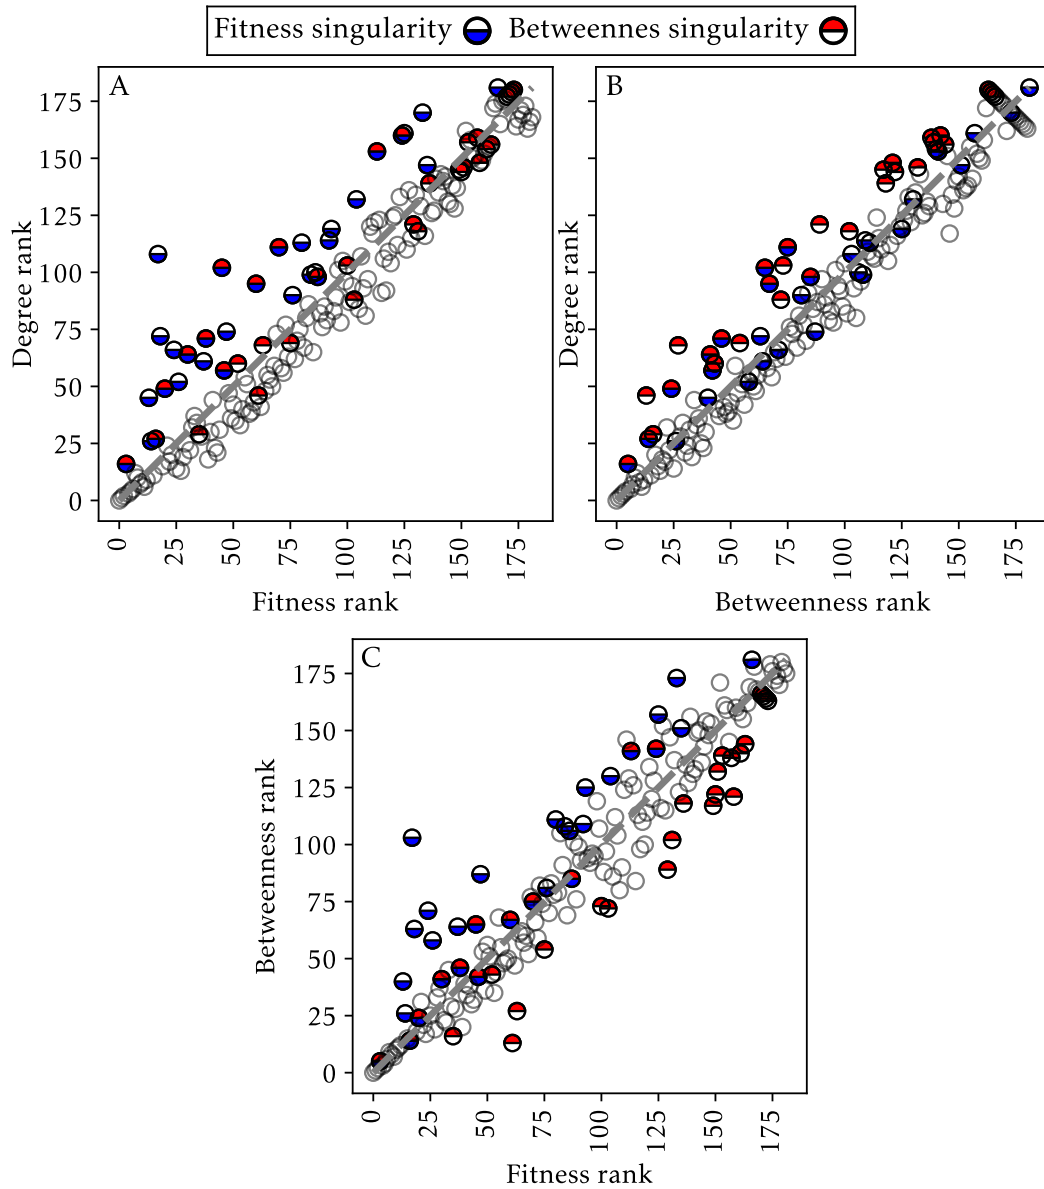 Fitness singularity Betweennes singularity
A
175
150
125
100
75
50
25
0
Degree rank
0 25 50 75 100 125 150 175
Fitness rank
B
Degree rank
0 25 50 75 100 125 150 175
Betweenness rank
C
175
150
125
100
75
50
25
0
Betweenness rank
0 25 50 75 100 125 150 175
Fitness rank